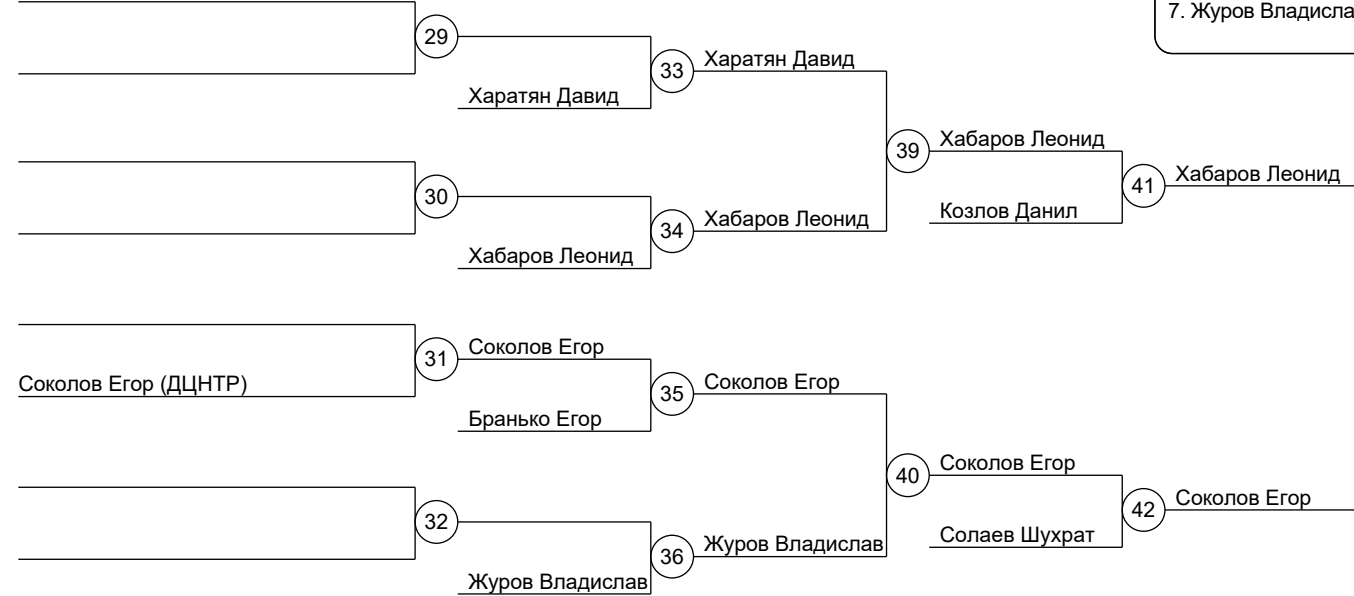 7. Журов Владисла
29
Харатян Давид
33
Харатян Давид
39
Хабаров Леонид
41
Хабаров Леонид
30
Козлов Данил
34
Хабаров Леонид
Хабаров Леонид
31
Соколов Егор
Соколов Егор (ДЦНТР)
35
Соколов Егор
Бранько Егор
40
Соколов Егор
42
Соколов Егор
32
Солаев Шухрат
36
Журов Владислав
Журов Владислав